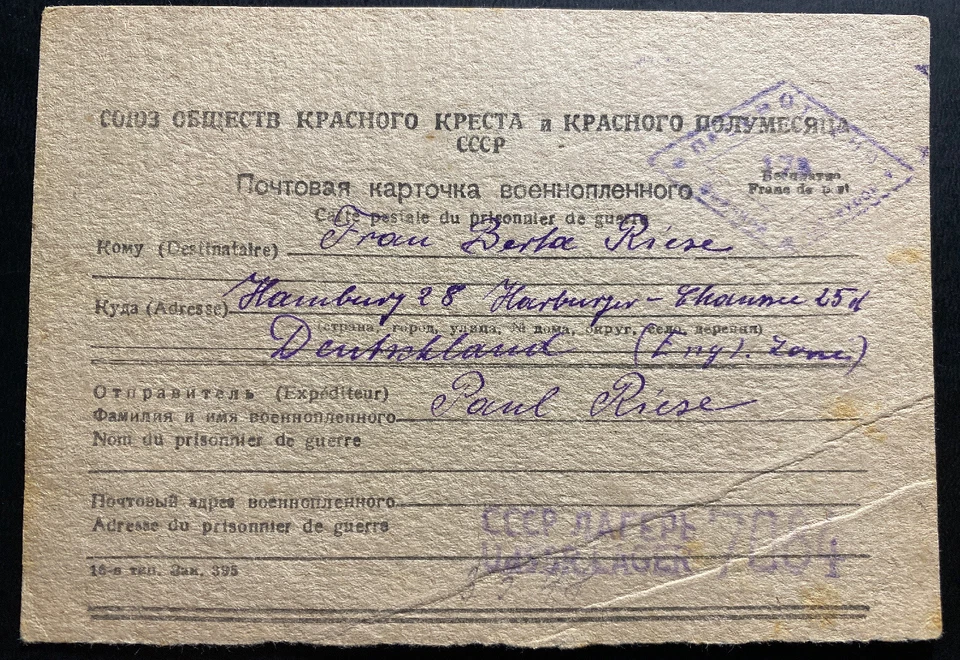 СОЮЗ ОБЩЕСТВ КРАСНОГО КРЕСТА и КРАСНОГО ПОЛУМЕСЯЦА
СССР
Бесплатно
Franc de port
Почтовая карточка военнопленного
Carte postale du prisonnier de guerre
Кому (Destinataire) Frau Berta Riese
Куда (Adresse) Hamburg 28 Harburger-Chaussee 25d
(страна, город, улица, № дома, округ, село, деревня)
Deutschland (Engl. Zone)
Отправитель (Expéditeur)
Фамилия и имя военнопленного Paul Riese
Nom du prisonnier de guerre
Почтовый адрес военнопленного
Adresse du prisonnier de guerre
СССР ЛАГЕРЬ
LAGER
16-я тип. Зак. 395